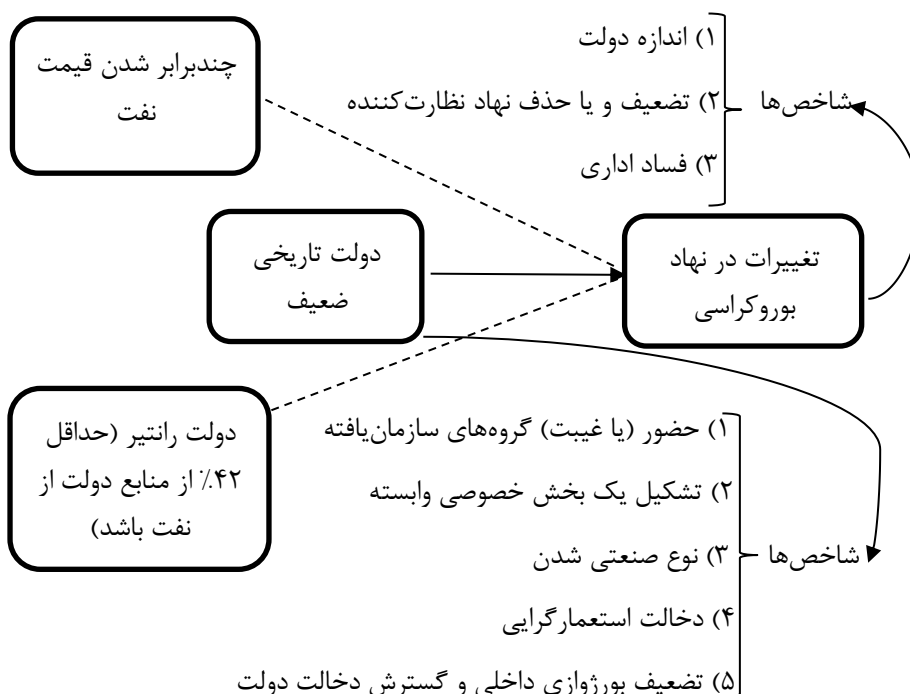 چندبرابر شدن قیمت
نفت
شاخص‌ها
۱) اندازه دولت
۲) تضعیف و یا حذف نهاد نظارت‌کننده
۳) فساد اداری
تغییرات در نهاد
بوروکراسی
دولت تاریخی
ضعیف
دولت رانتیر (حداقل
۴۲٪ از منابع دولت از
نفت باشد)
شاخص‌ها
۱) حضور (یا غیبت) گروه‌های سازمان‌یافته
۲) تشکیل یک بخش خصوصی وابسته
۳) نوع صنعتی شدن
۴) دخالت استعمارگرایی
۵) تضعیف بورژوازی داخلی و گسترش دخالت دولت